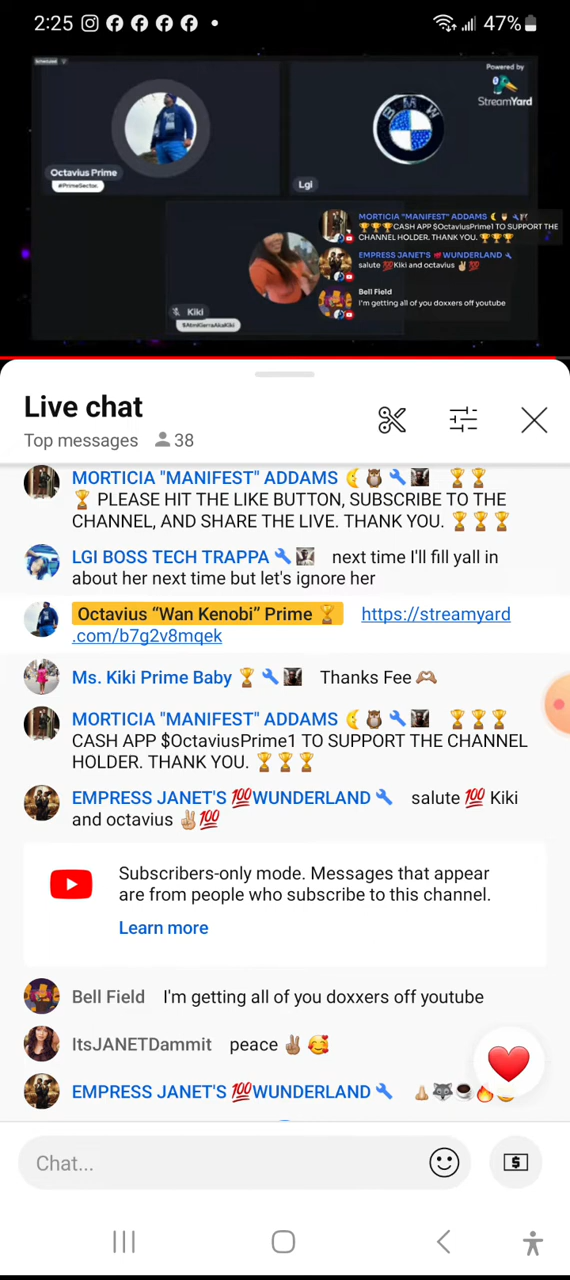 2:25
47%
Powered by
StreamYard
Octavius Prime
#PrimeSector.
BMW
Lgi
MORTICIA "MANIFEST" ADDAMS 🌙🦉🔧
🏆🏆🏆CASH APP $OctaviusPrime1 TO SUPPORT THE
CHANNEL HOLDER. THANK YOU. 🏆🏆🏆
EMPRESS JANET'S 💯WUNDERLAND 🔧
salute 💯Kiki and octavius ✌🏼💯
Bell Field
I'm getting all of you doxxers off youtube
Kiki
Live chat
Top messages 38
MORTICIA "MANIFEST" ADDAMS 🌙🦉🔧 🏆🏆
🏆 PLEASE HIT THE LIKE BUTTON, SUBSCRIBE TO THE
CHANNEL, AND SHARE THE LIVE. THANK YOU. 🏆🏆🏆
LGI BOSS TECH TRAPPA 🔧 next time I'll fill yall in
about her next time but let's ignore her
Octavius “Wan Kenobi” Prime 🏆 https://streamyard
.com/b7g2v8mqek
Ms. Kiki Prime Baby 🏆🔧 Thanks Fee 🫶🏼
MORTICIA "MANIFEST" ADDAMS 🌙🦉🔧 🏆🏆🏆
CASH APP $OctaviusPrime1 TO SUPPORT THE CHANNEL
HOLDER. THANK YOU. 🏆🏆🏆
EMPRESS JANET'S 💯WUNDERLAND 🔧 salute 💯 Kiki
and octavius ✌🏼💯
Subscribers-only mode. Messages that appear
are from people who subscribe to this channel.
Learn more
Bell Field I'm getting all of you doxxers off youtube
ItsJANETDammit peace ✌🏼🥰
EMPRESS JANET'S 💯WUNDERLAND 🔧 👃🏼🐺☕🔥
Chat...